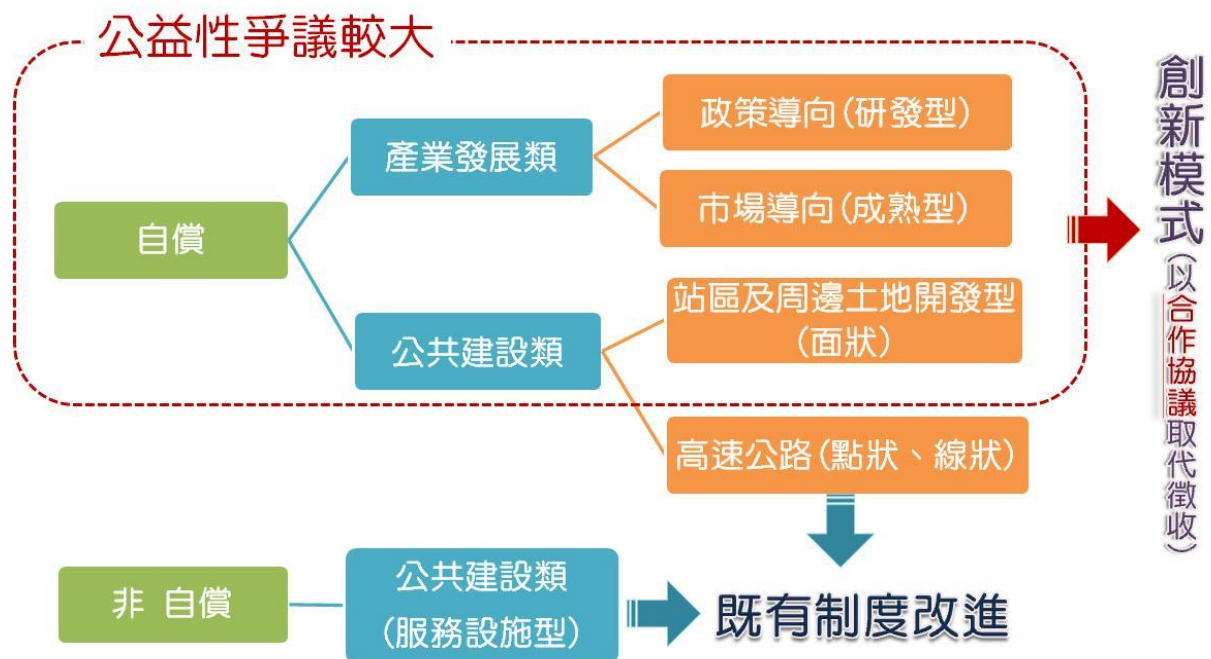 公益性爭議較大
自償
產業發展類
政策導向(研發型)
市場導向(成熟型)
公共建設類
站區及周邊土地開發型
(面狀)
高速公路(點狀、線狀)
創新模式(以合作協議取代徵收)
非 自償
公共建設類
(服務設施型)
既有制度改進